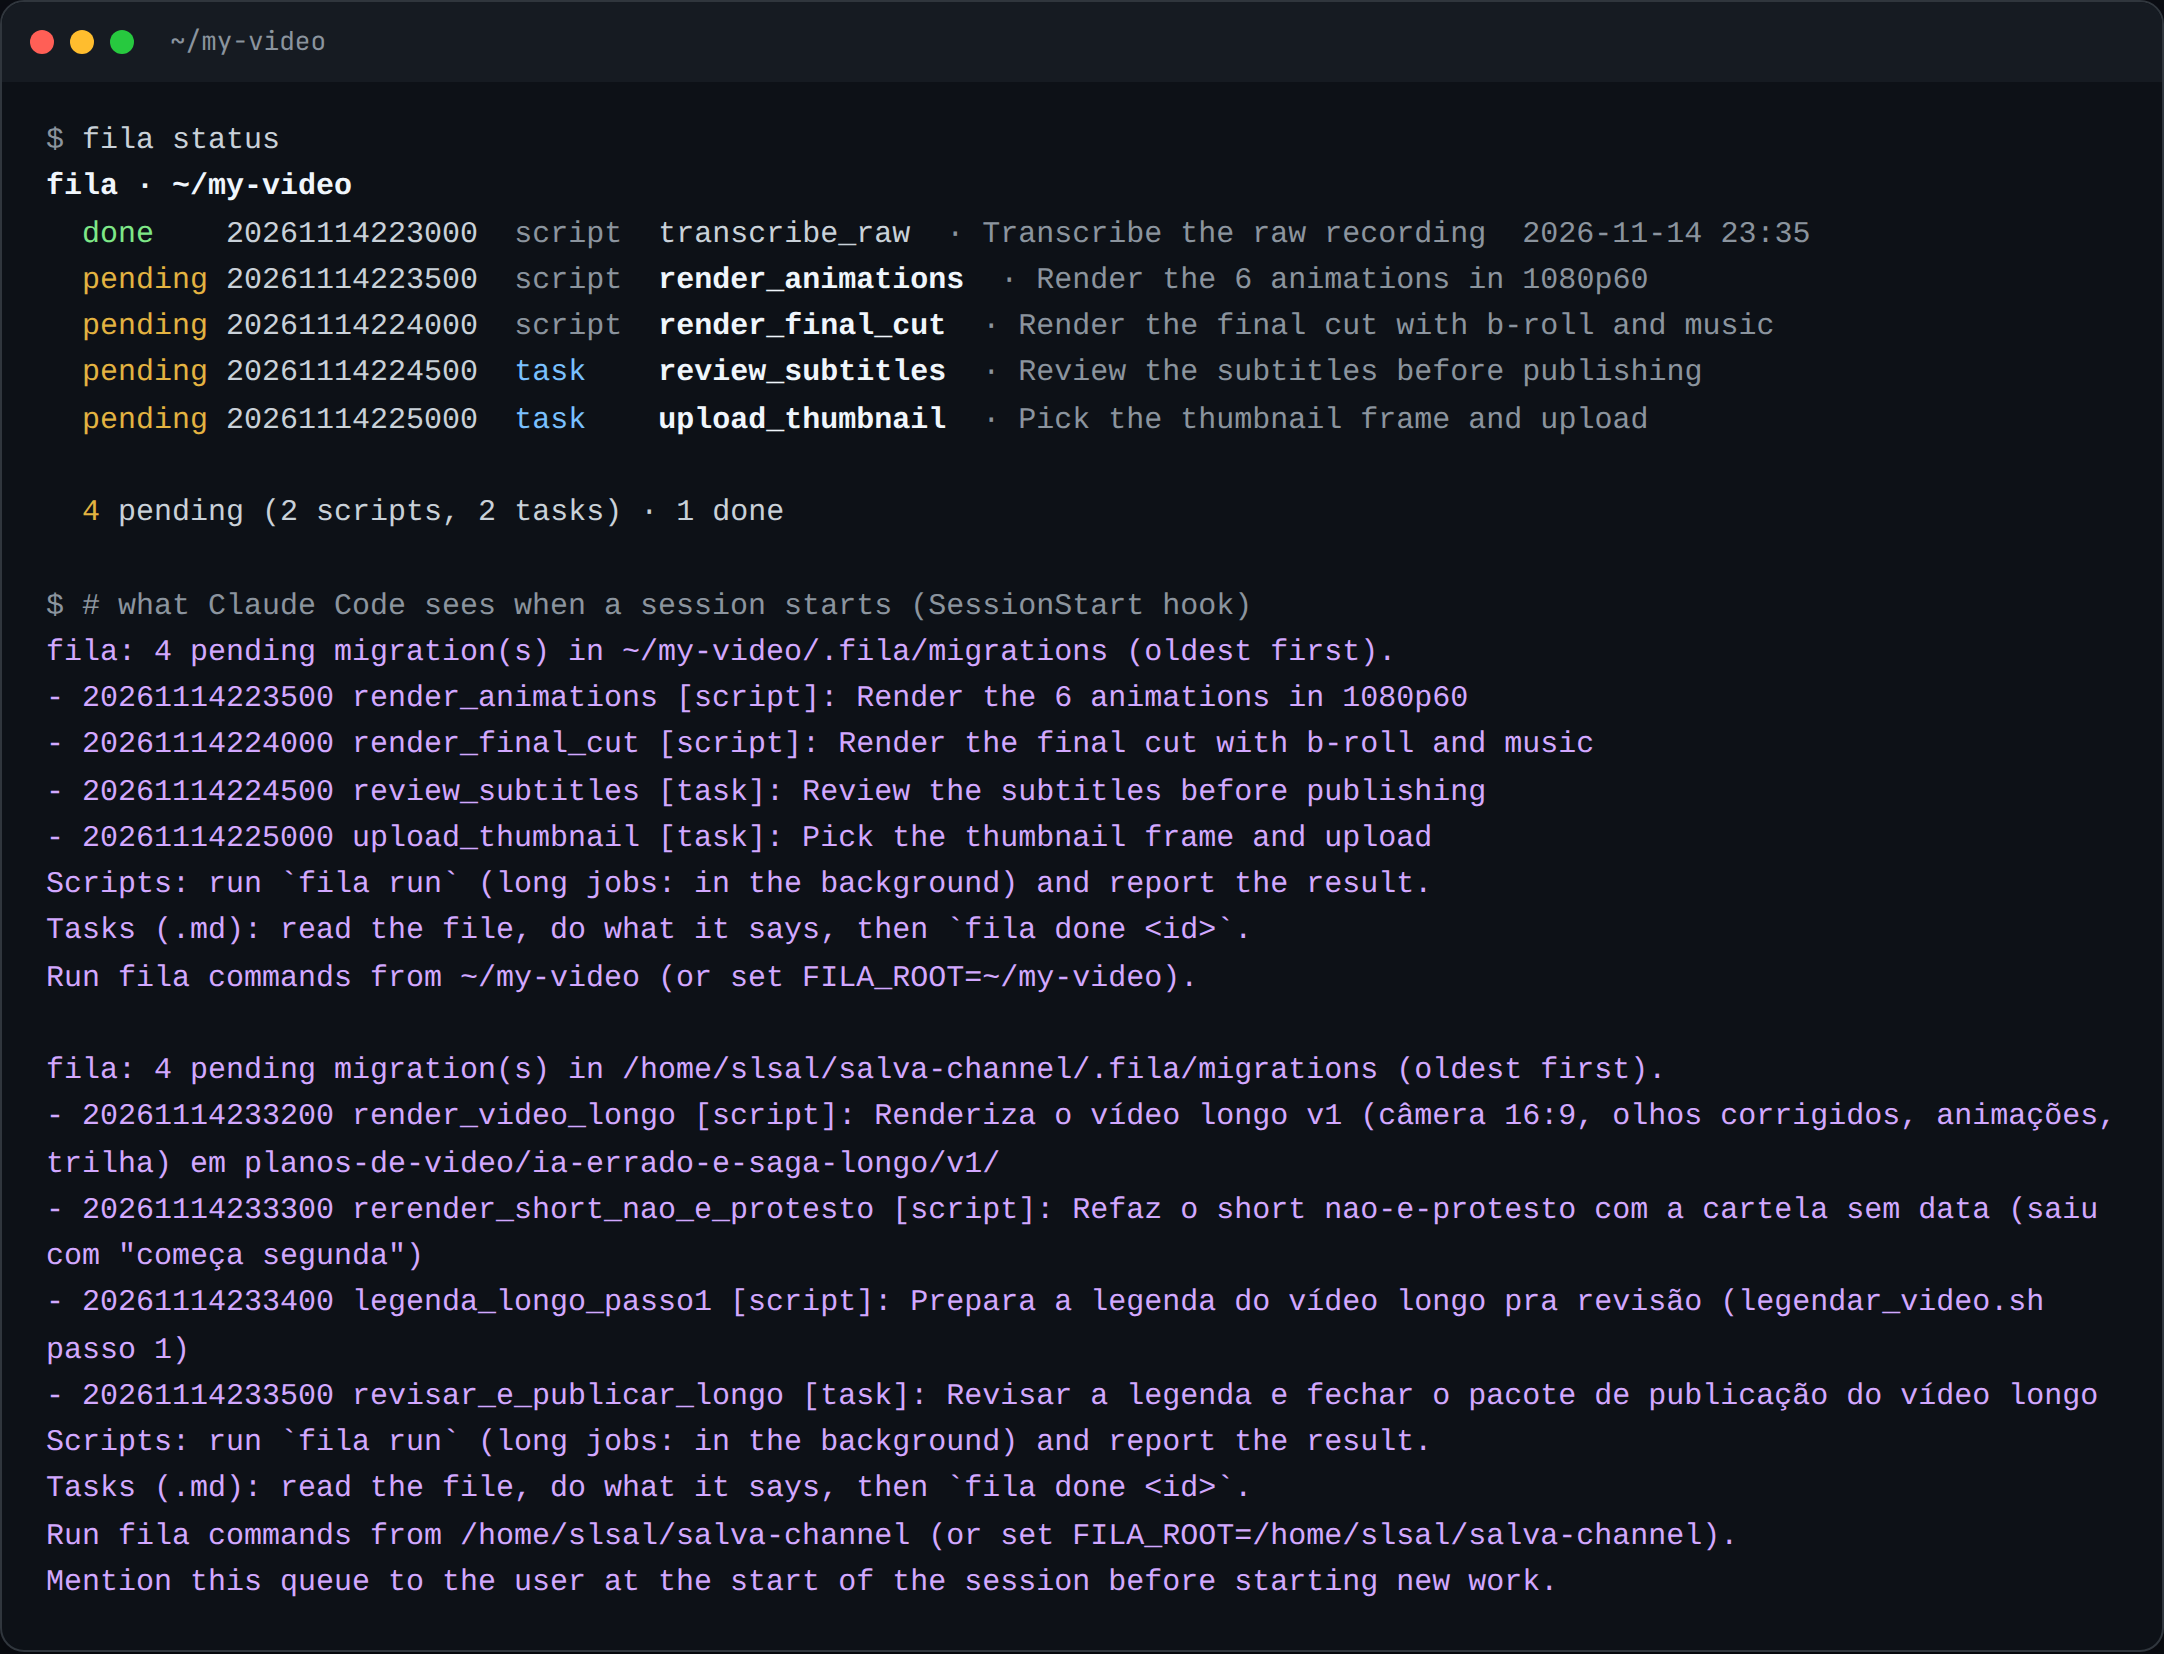 ~/my-video
$ fila status
fila · ~/my-video
done 20261114223000 script transcribe_raw · Transcribe the raw recording 2026-11-14 23:35
pending 20261114223500 script render_animations · Render the 6 animations in 1080p60
pending 20261114224000 script render_final_cut · Render the final cut with b-roll and music
pending 20261114224500 task review_subtitles · Review the subtitles before publishing
pending 20261114225000 task upload_thumbnail · Pick the thumbnail frame and upload
4 pending (2 scripts, 2 tasks) · 1 done
$ # what Claude Code sees when a session starts (SessionStart hook)
fila: 4 pending migration(s) in ~/my-video/.fila/migrations (oldest first).
- 20261114223500 render_animations [script]: Render the 6 animations in 1080p60
- 20261114224000 render_final_cut [script]: Render the final cut with b-roll and music
- 20261114224500 review_subtitles [task]: Review the subtitles before publishing
- 20261114225000 upload_thumbnail [task]: Pick the thumbnail frame and upload
Scripts: run `fila run` (long jobs: in the background) and report the result.
Tasks (.md): read the file, do what it says, then `fila done <id>`.
Run fila commands from ~/my-video (or set FILA_ROOT=~/my-video).
fila: 4 pending migration(s) in /home/slsal/salva-channel/.fila/migrations (oldest first).
- 20261114233200 render_video_longo [script]: Renderiza o vídeo longo v1 (câmera 16:9, olhos corrigidos, animações,
trilha) em planos-de-video/ia-errado-e-saga-longo/v1/
- 20261114233300 rerender_short_nao_e_protesto [script]: Refaz o short nao-e-protesto com a cartela sem data (saiu
com "começa segunda")
- 20261114233400 legenda_longo_passo1 [script]: Prepara a legenda do vídeo longo pra revisão (legendar_video.sh
passo 1)
- 20261114233500 revisar_e_publicar_longo [task]: Revisar a legenda e fechar o pacote de publicação do vídeo longo
Scripts: run `fila run` (long jobs: in the background) and report the result.
Tasks (.md): read the file, do what it says, then `fila done <id>`.
Run fila commands from /home/slsal/salva-channel (or set FILA_ROOT=/home/slsal/salva-channel).
Mention this queue to the user at the start of the session before starting new work.